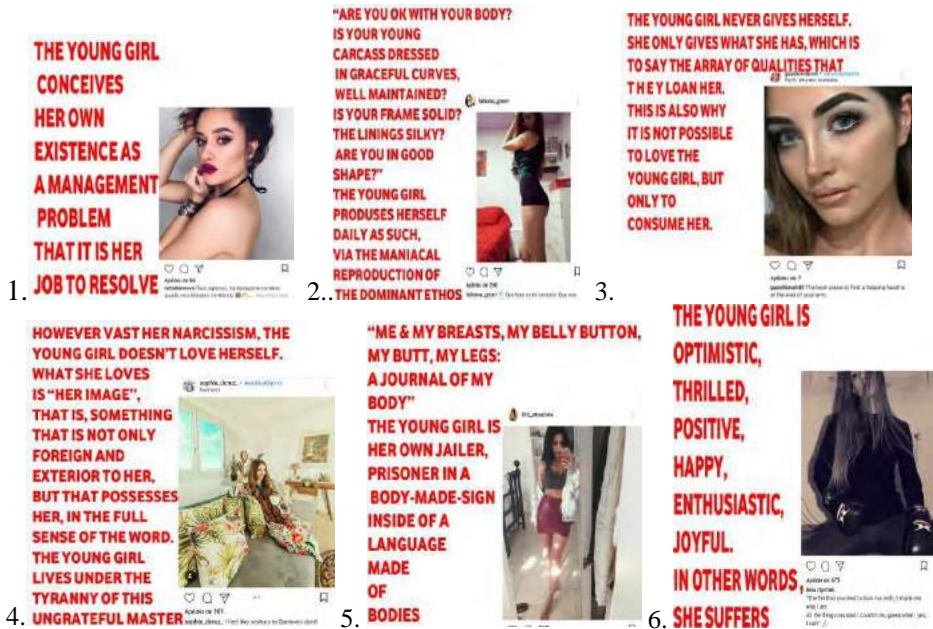 THE YOUNG GIRL
CONCEIVES
HER OWN
EXISTENCE AS
A MANAGEMENT
PROBLEM
THAT IT IS HER
JOB TO RESOLVE
1.
"ARE YOU OK WITH YOUR BODY?
IS YOUR YOUNG
CARCASS DRESSED
IN GRACEFUL CURVES,
WELL MAINTAINED?
IS YOUR FRAME SOLID?
THE LININGS SILKY?
ARE YOU IN GOOD
SHAPE?"
THE YOUNG GIRL
PRODUSES HERSELF
DAILY AS SUCH,
VIA THE MANIACAL
REPRODUCTION OF
THE DOMINANT ETHOS
2..
THE YOUNG GIRL NEVER GIVES HERSELF.
SHE ONLY GIVES WHAT SHE HAS, WHICH IS
TO SAY THE ARRAY OF QUALITIES THAT
THEY LOAN HER.
THIS IS ALSO WHY
IT IS NOT POSSIBLE
TO LOVE THE
YOUNG GIRL, BUT
ONLY TO
CONSUME HER.
3.
HOWEVER VAST HER NARCISSISM, THE
YOUNG GIRL DOESN'T LOVE HERSELF.
WHAT SHE LOVES
IS "HER IMAGE",
THAT IS, SOMETHING
THAT IS NOT ONLY
FOREIGN AND
EXTERIOR TO HER,
BUT THAT POSSESSES
HER, IN THE FULL
SENSE OF THE WORD.
THE YOUNG GIRL
LIVES UNDER THE
TYRANNY OF THIS
UNGRATEFUL MASTER
4.
"ME & MY BREASTS, MY BELLY BUTTON,
MY BUTT, MY LEGS:
A JOURNAL OF MY
BODY"
THE YOUNG GIRL IS
HER OWN JAILER,
PRISONER IN A
BODY-MADE-SIGN
INSIDE OF A
LANGUAGE
MADE
OF
BODIES
5.
THE YOUNG GIRL IS
OPTIMISTIC,
THRILLED,
POSITIVE,
HAPPY,
ENTHUSIASTIC,
JOYFUL.
IN OTHER WORDS,
SHE SUFFERS
6.